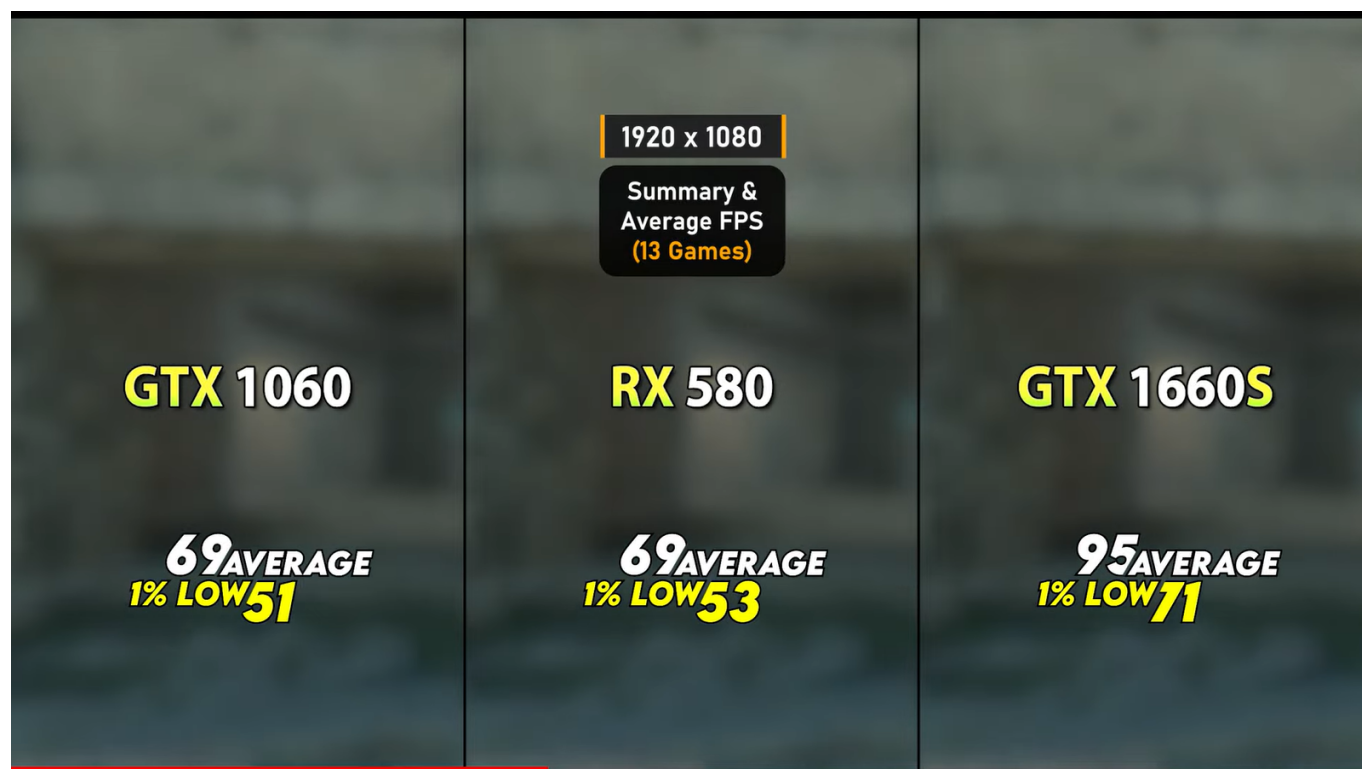 1920 x 1080
Summary &
Average FPS
(13 Games)
GTX 1060
RX 580
GTX 1660S
69AVERAGE
1% LOW51
69AVERAGE
1% LOW53
95AVERAGE
1% LOW71